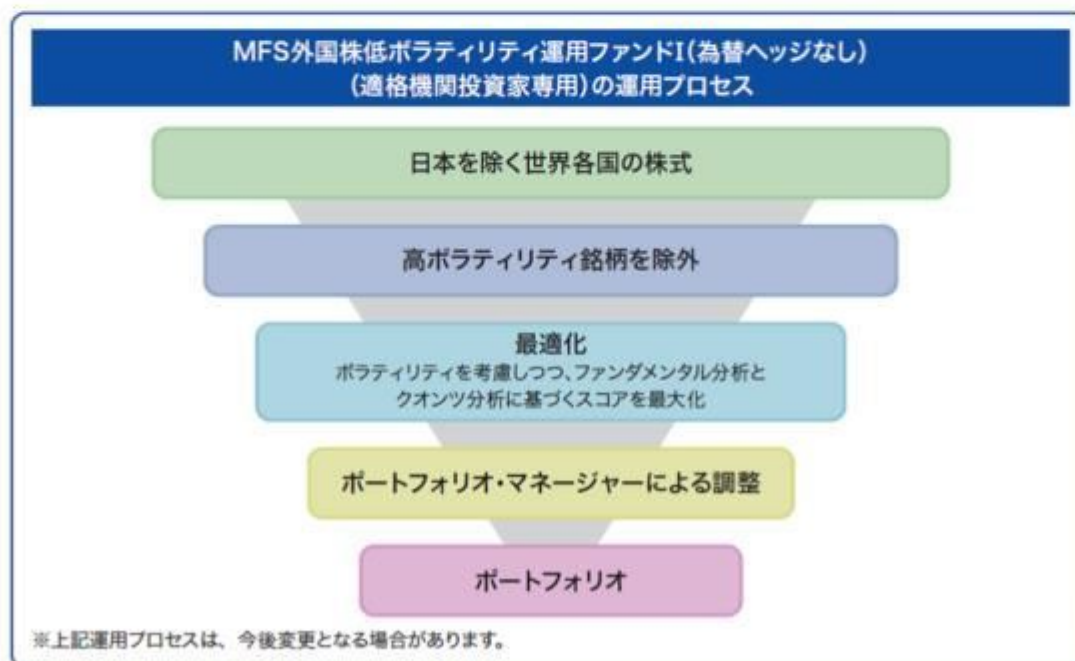 MFS外国株低ボラティリティ運用ファンドI(為替ヘッジなし)
(適格機関投資家専用)の運用プロセス
日本を除く世界各国の株式
高ボラティリティ銘柄を除外
最適化
ボラティリティを考慮しつつ、ファンダメンタル分析と
クオンツ分析に基づくスコアを最大化
ポートフォリオ・マネージャーによる調整
ポートフォリオ
※上記運用プロセスは、今後変更となる場合があります。